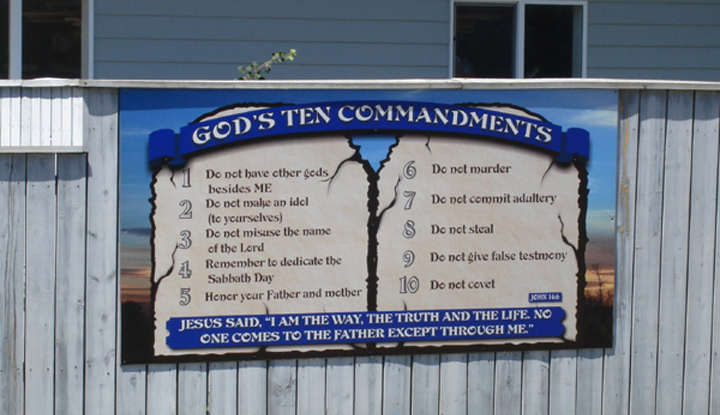 GOD'S TEN COMMANDMENTS
1 Do not have other gods
besides ME
2 Do not make an idol
(to yourselves)
3 Do not misuse the name
of the Lord
4 Remember to dedicate the
Sabbath Day
5 Honor your Father and mother
6 Do not murder
7 Do not commit adultery
8 Do not steal
9 Do not give false testimony
10 Do not covet
JOHN 14:6
JESUS SAID, "I AM THE WAY, THE TRUTH AND THE LIFE. NO
ONE COMES TO THE FATHER EXCEPT THROUGH ME."